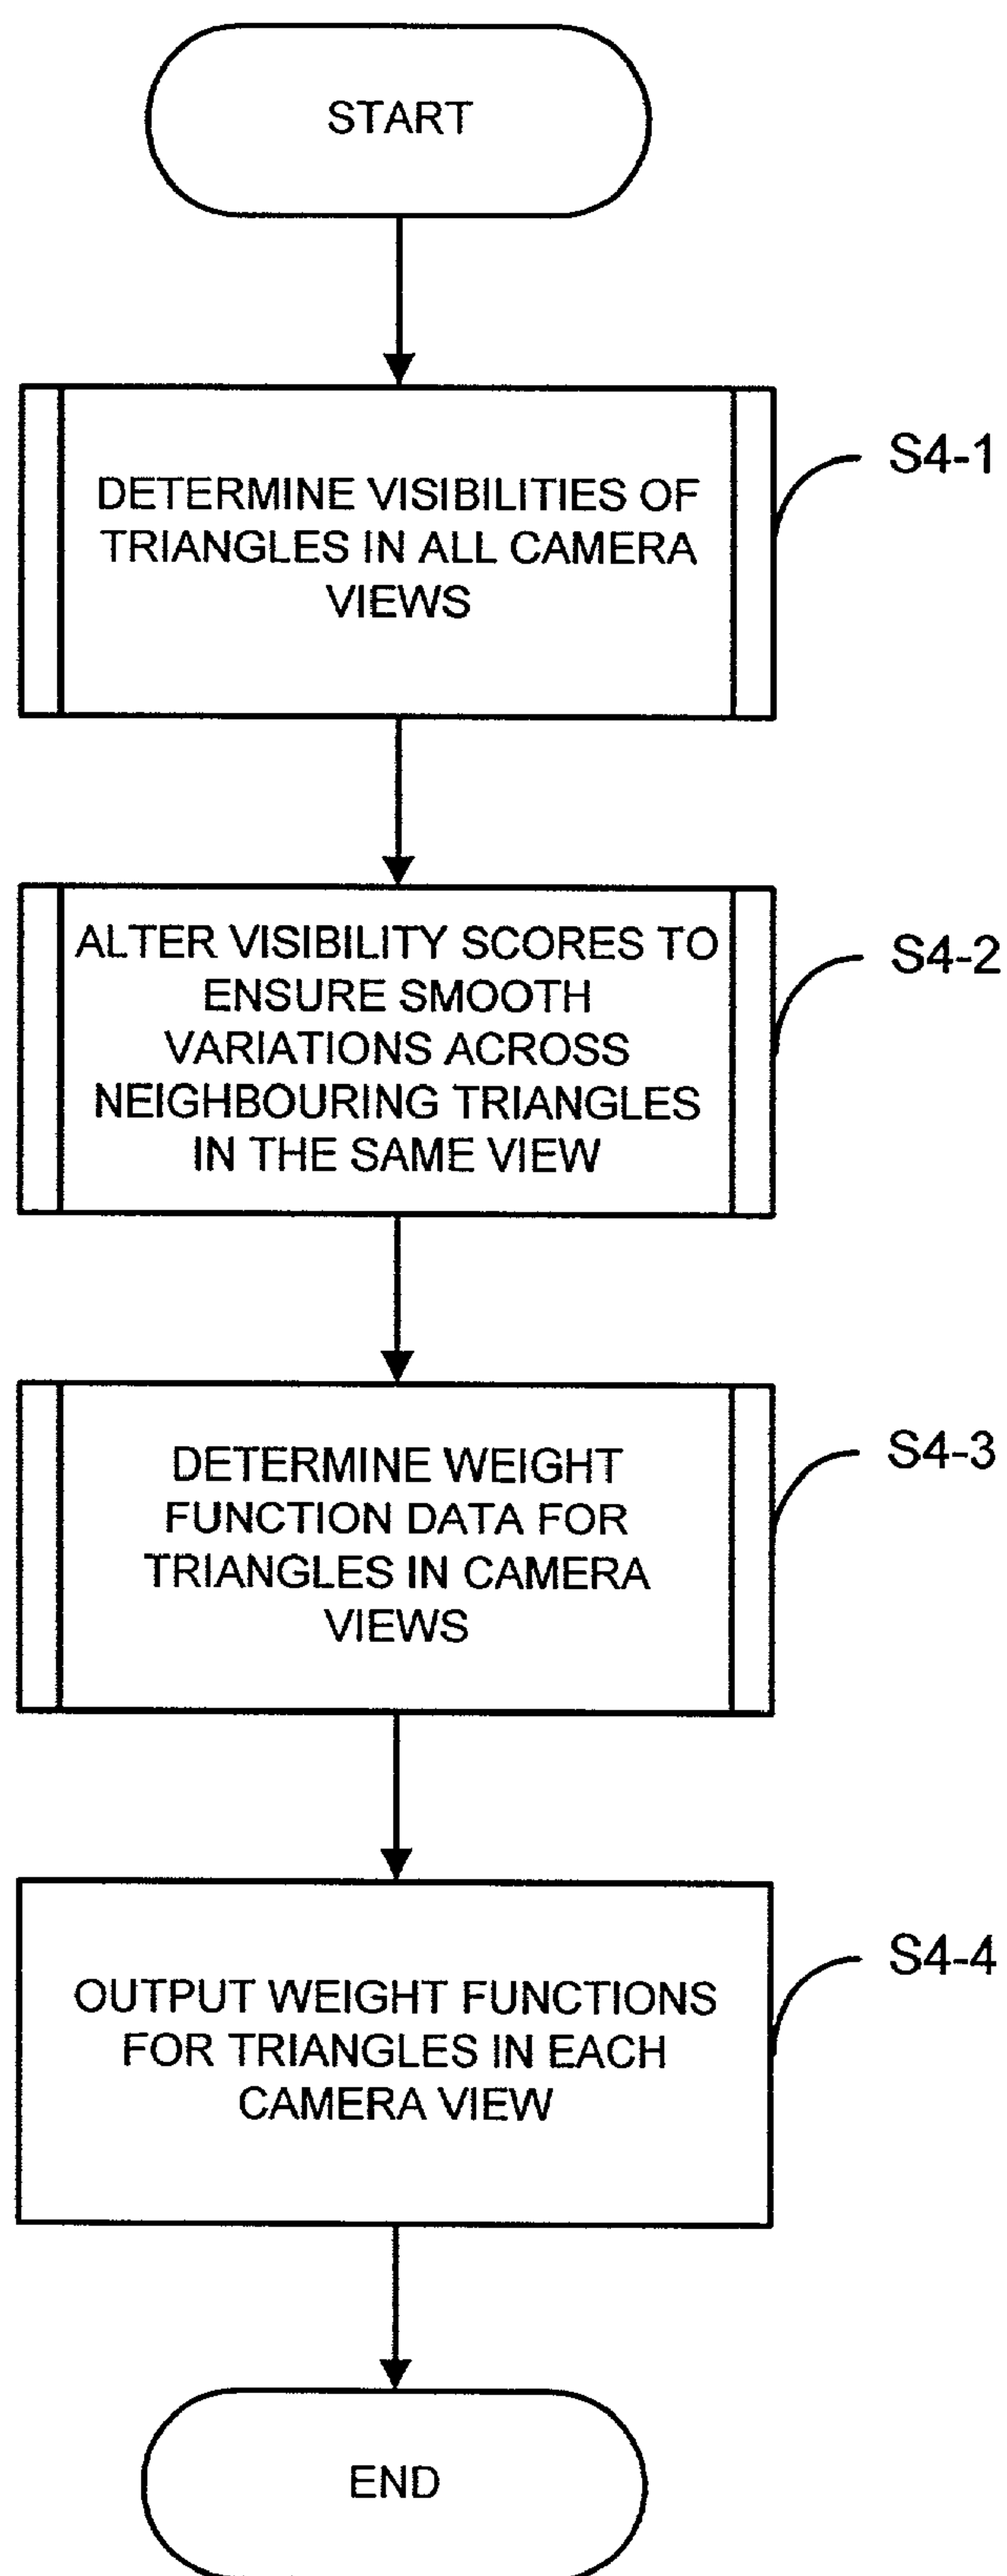 START
DETERMINE VISIBILITIES OF
TRIANGLES IN ALL CAMERA
VIEWS
S4-1
ALTER VISIBILITY SCORES TO
ENSURE SMOOTH
VARIATIONS ACROSS
NEIGHBOURING TRIANGLES
IN THE SAME VIEW
S4-2
DETERMINE WEIGHT
FUNCTION DATA FOR
TRIANGLES IN CAMERA
VIEWS
S4-3
OUTPUT WEIGHT FUNCTIONS
FOR TRIANGLES IN EACH
CAMERA VIEW
S4-4
END